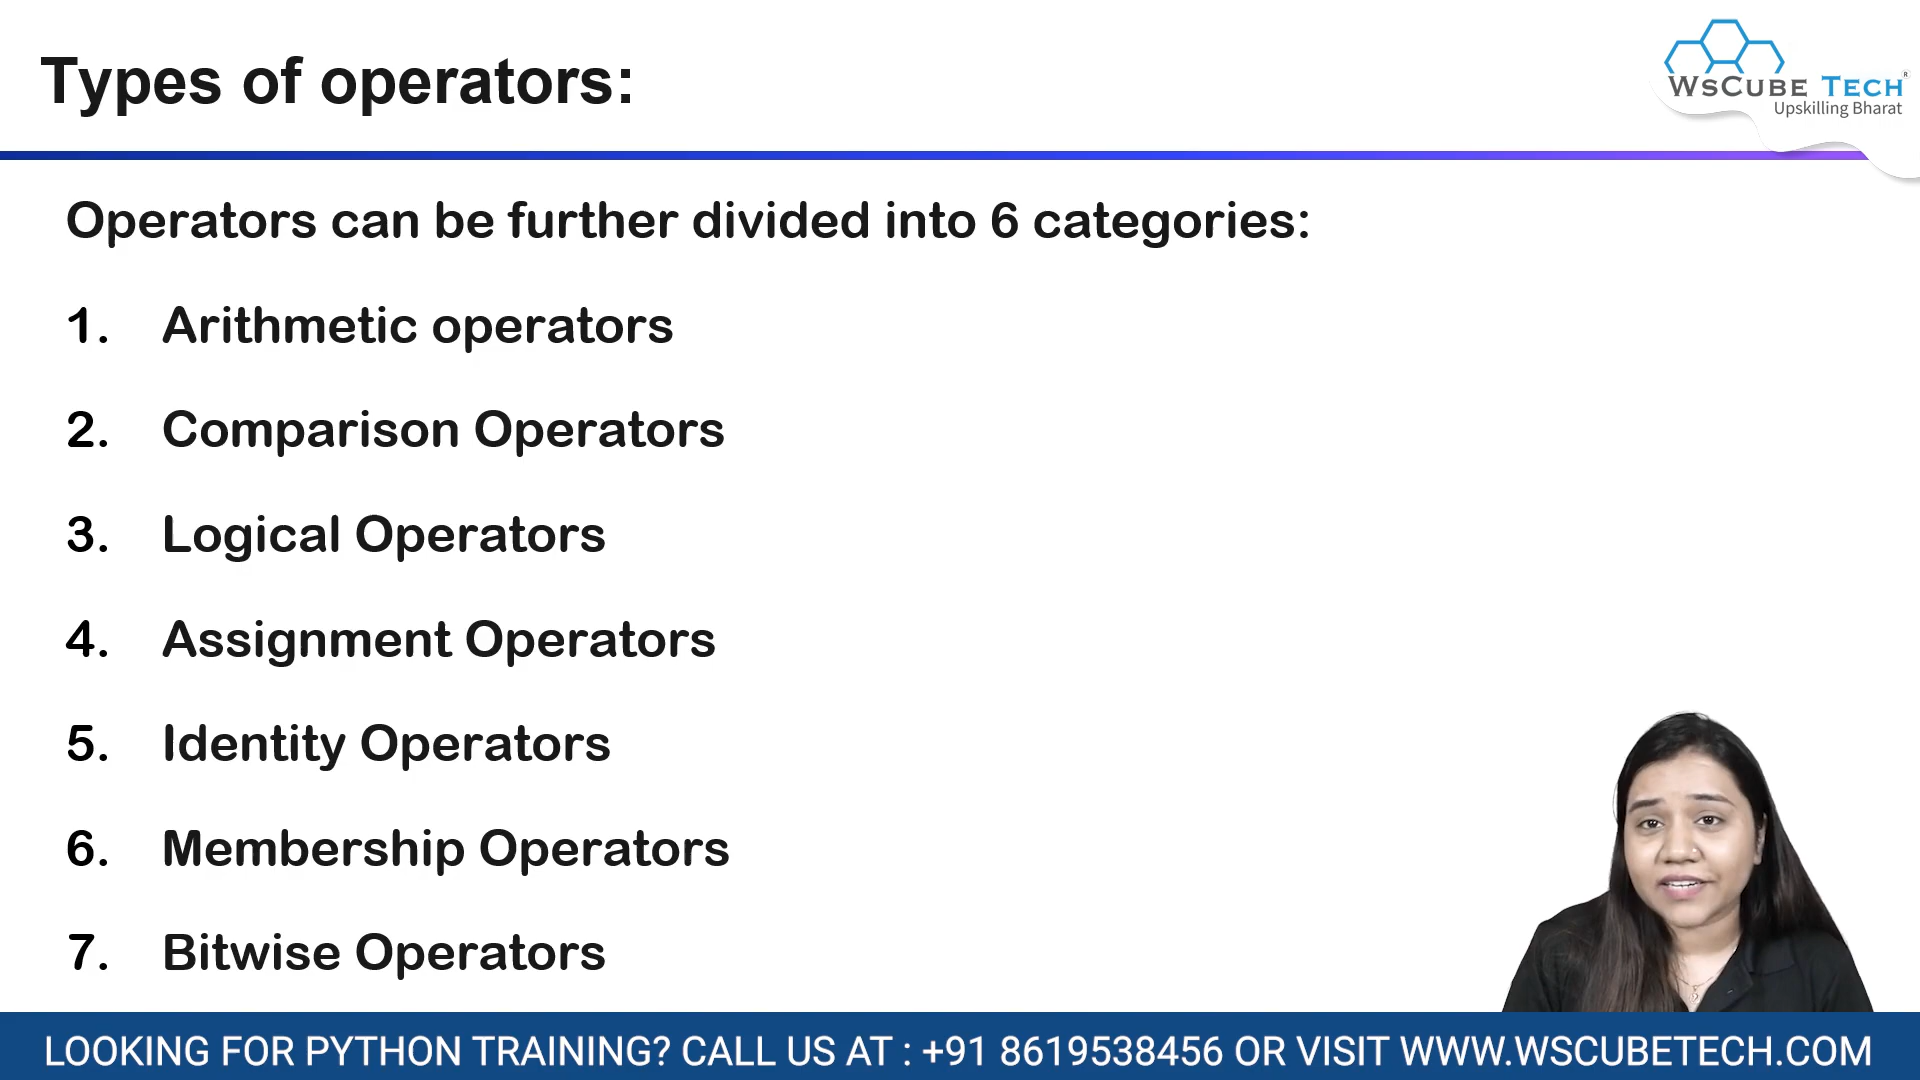 Types of operators:
WSCUBE TECH®
Upskilling Bharat
Operators can be further divided into 6 categories:
1. Arithmetic operators
2. Comparison Operators
3. Logical Operators
4. Assignment Operators
5. Identity Operators
6. Membership Operators
7. Bitwise Operators
LOOKING FOR PYTHON TRAINING? CALL US AT : +91 8619538456 OR VISIT WWW.WSCUBETECH.COM